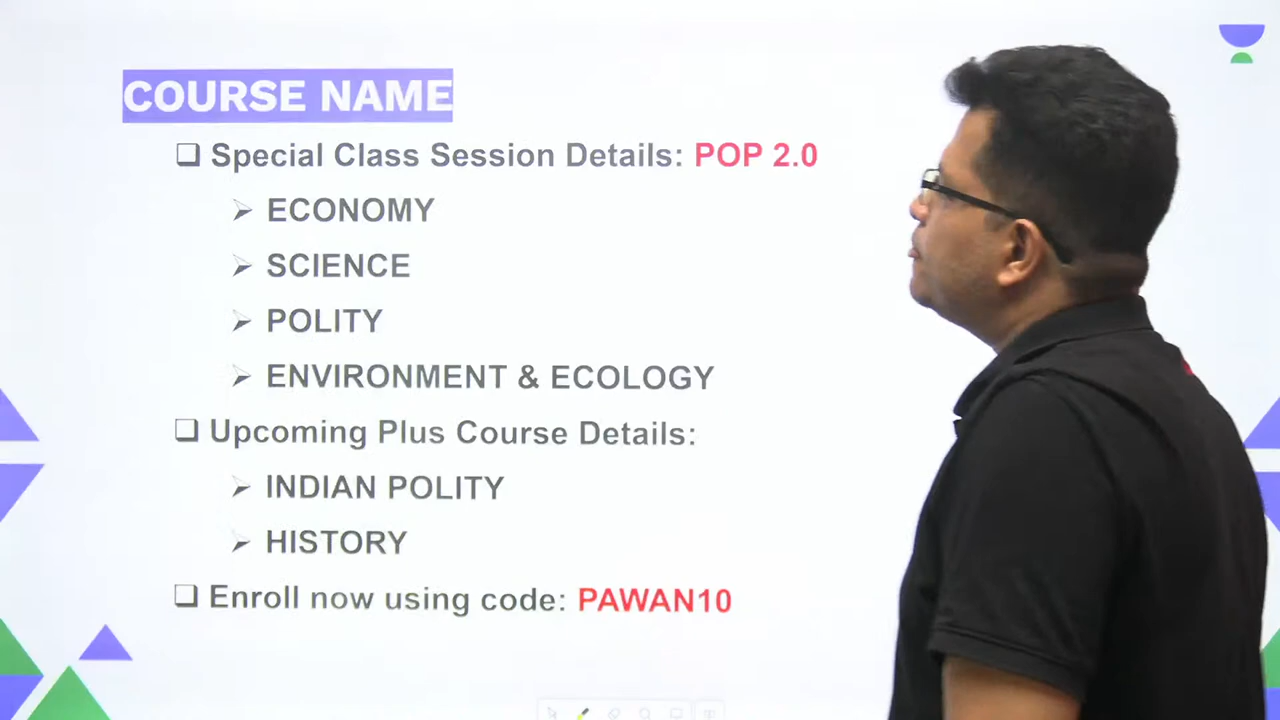 COURSE NAME
❑ Special Class Session Details: POP 2.0
➢ ECONOMY
➢ SCIENCE
➢ POLITY
➢ ENVIRONMENT & ECOLOGY
❑ Upcoming Plus Course Details:
➢ INDIAN POLITY
➢ HISTORY
❑ Enroll now using code: PAWAN10